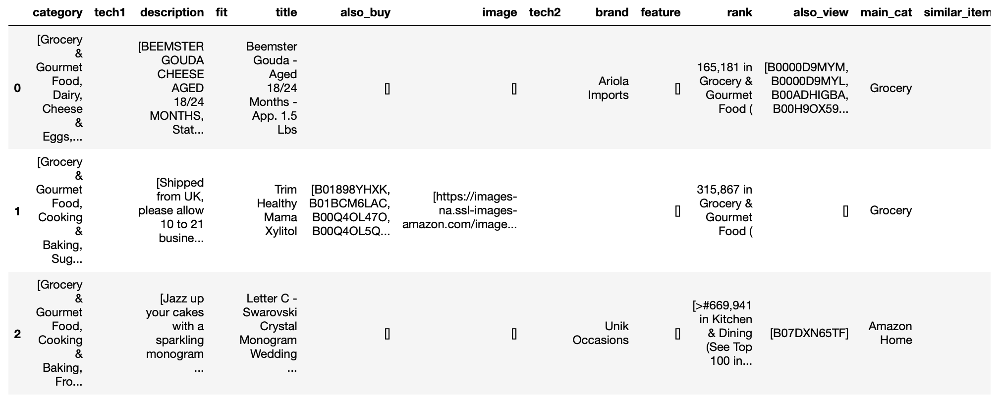 category tech1 description fit title also_buy image tech2 brand feature rank also_view main_cat similar_item
0
[Grocery
&
Gourmet
Food,
Dairy,
Cheese
&
Eggs,...
[BEEMSTER
GOUDA
CHEESE
AGED
18/24
MONTHS,
Stat...
Beemster
Gouda -
Aged
18/24
Months -
App. 1.5
Lbs
[]
[]
Ariola
Imports
[]
165,181 in
Grocery &
Gourmet
Food (
[B0000D9MYM,
B0000D9MYL,
B00ADHIGBA,
B00H9OX59...
Grocery
1
[Grocery
&
Gourmet
Food,
Cooking
&
Baking,
Sug...
[Shipped
from UK,
please allow
10 to 21
busine...
Trim
Healthy
Mama
Xylitol
[B01898YHXK,
B01BCM6LAC,
B00Q4OL47O,
B00Q4OL5Q...
[https://images-
na.ssl-images-
amazon.com/image...
[]
315,867 in
Grocery &
Gourmet
Food (
[]
Grocery
2
[Grocery
&
Gourmet
Food,
Cooking
&
Baking,
Fro...
[Jazz up
your cakes
with a
sparkling
monogram
...
Letter C -
Swarovski
Crystal
Monogram
Wedding
...
[]
[]
Unik
Occasions
[]
[>#669,941
in Kitchen
& Dining
(See Top
100 in...
[B07DXN65TF]
Amazon
Home